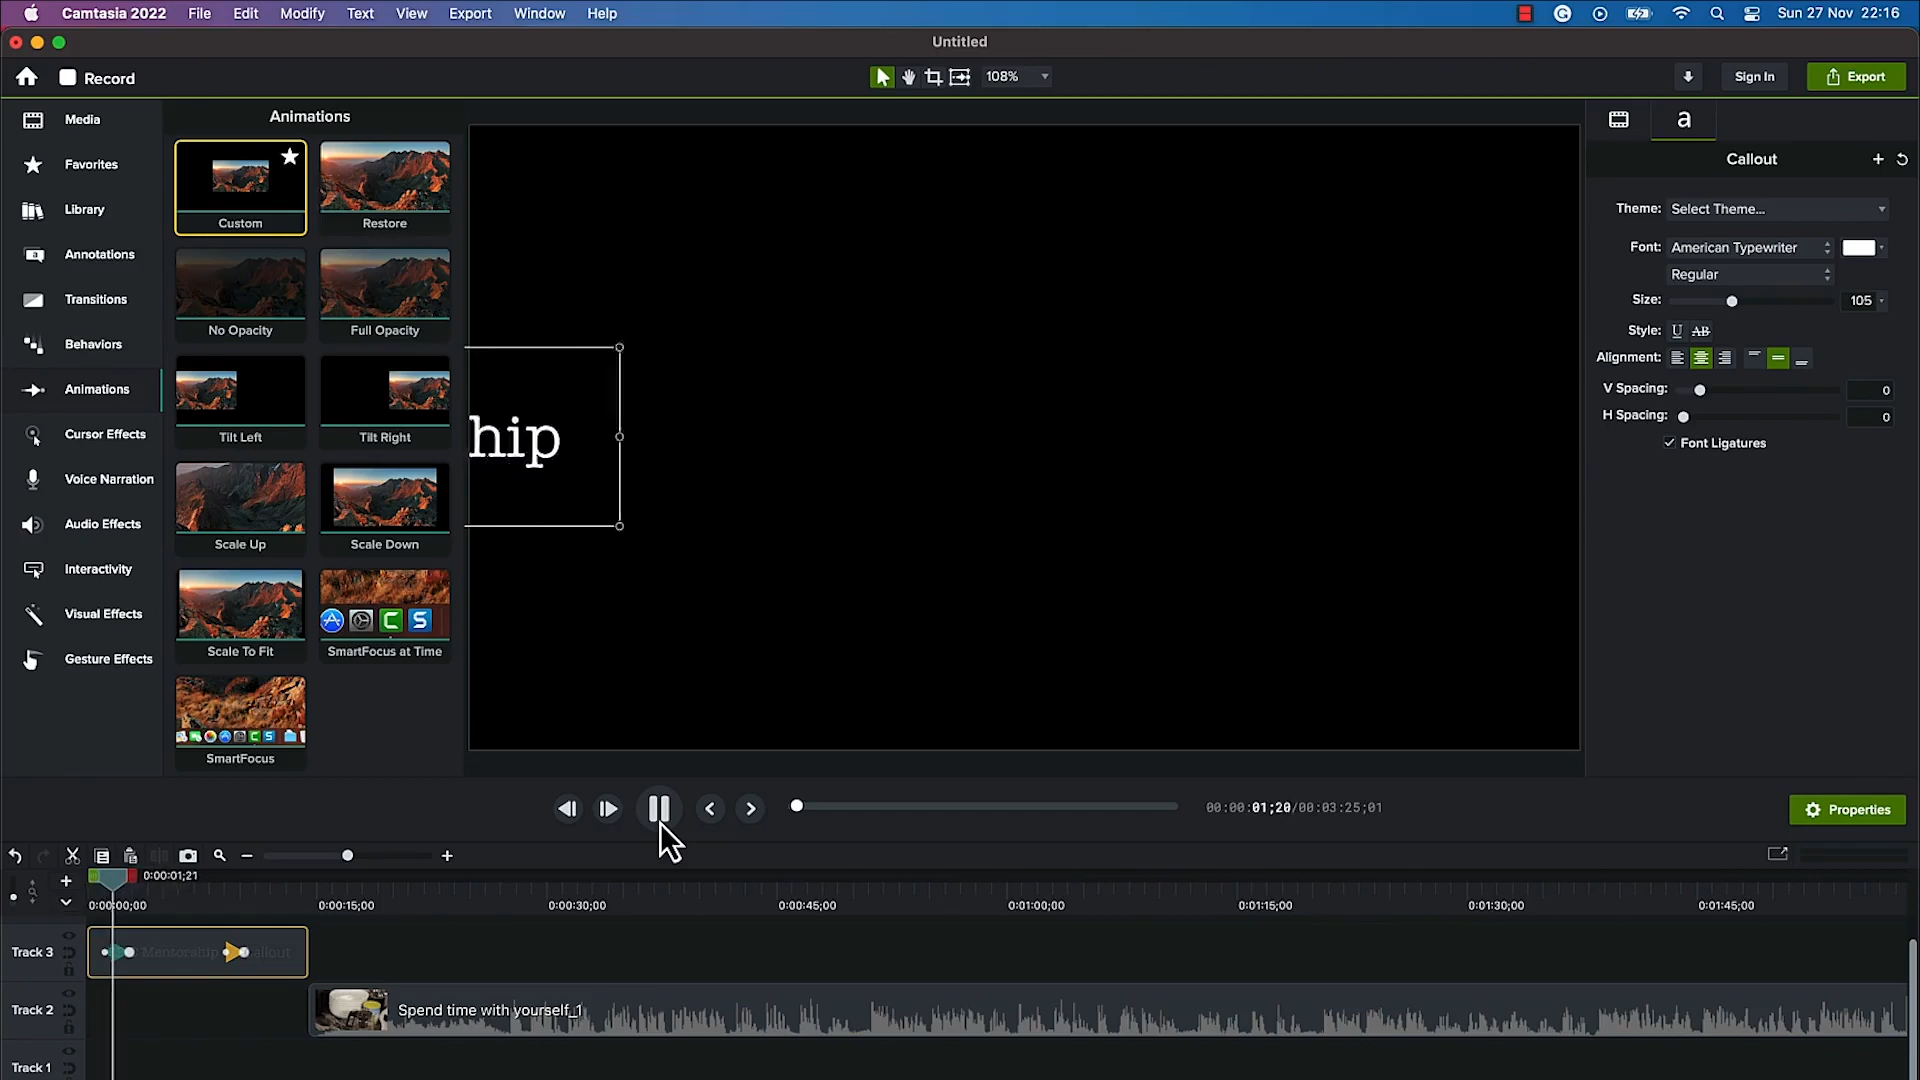 Camtasia 2022 File Edit Modify Text View Export Window Help Sun 27 Nov 22:16
Untitled
Record 108% Sign In Export
Media
Favorites
Library
Annotations
Transitions
Behaviors
Animations
Cursor Effects
Voice Narration
Audio Effects
Interactivity
Visual Effects
Gesture Effects
Animations
Custom Restore
No Opacity Full Opacity
Tilt Left Tilt Right
Scale Up Scale Down
Scale To Fit SmartFocus at Time
SmartFocus
hip
a
Callout
Theme: Select Theme...
Font: American Typewriter
Regular
Size: 105
Style: U AB
Alignment:
V Spacing: 0
H Spacing: 0
Font Ligatures
00:00:01;20/00:03:25;01
Properties
0:00:01;21
0:00:00;00 0:00:15;00 0:00:30;00 0:00:45;00 0:01:00;00 0:01:15;00 0:01:30;00 0:01:45;00
Track 3 Mentorship allout
Track 2 Spend time with yourself_1
Track 1